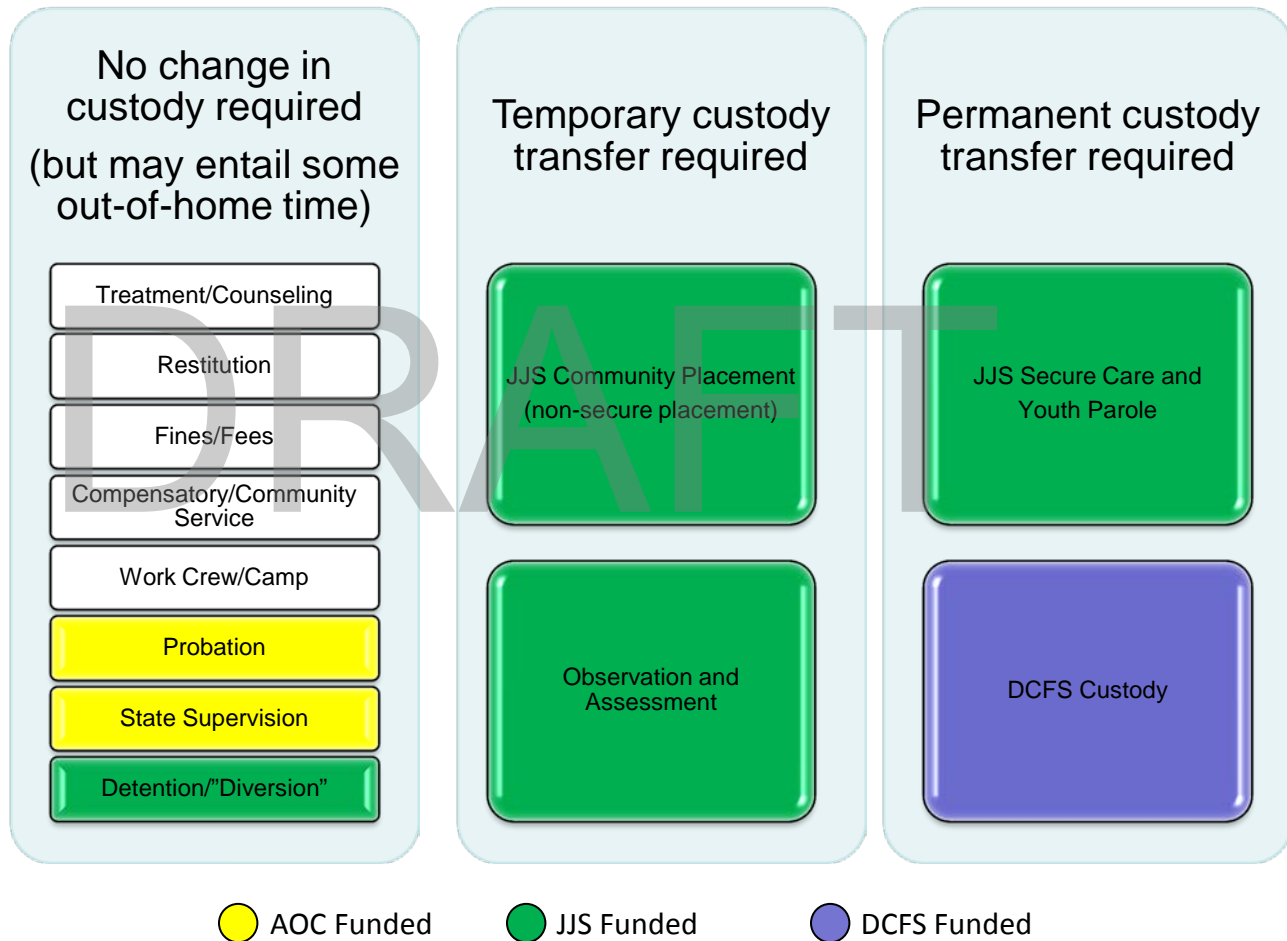 No change in
custody required
(but may entail some
out-of-home time)
Treatment/Counseling
Restitution
Fines/Fees
Compensatory/Community
Service
Work Crew/Camp
Probation
State Supervision
Detention/”Diversion”
Temporary custody
transfer required
JJS Community Placement
(non-secure placement)
Observation and
Assessment
Permanent custody
transfer required
JJS Secure Care and
Youth Parole
DCFS Custody
DRAFT
AOC Funded
JJS Funded
DCFS Funded